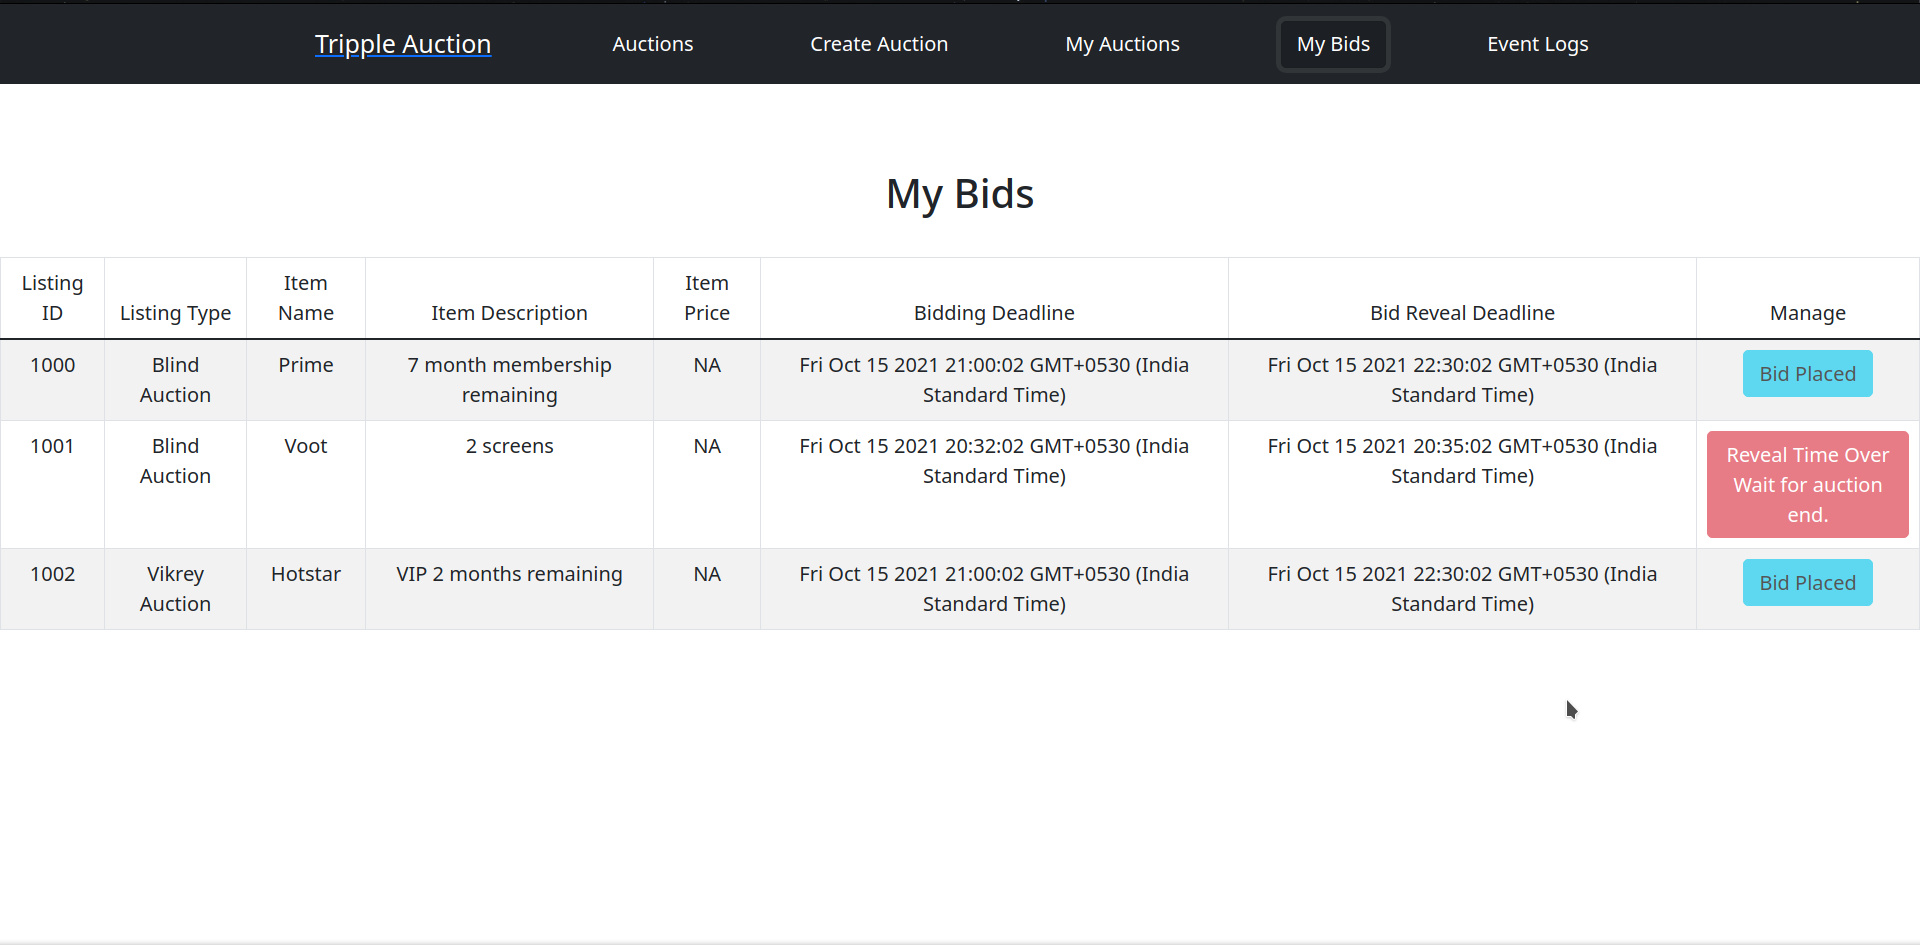 Tripple Auction Auctions Create Auction My Auctions My Bids Event Logs
My Bids
Listing ID Listing Type Item Name Item Description Item Price Bidding Deadline Bid Reveal Deadline Manage
1000 Blind Auction Prime 7 month membership remaining NA Fri Oct 15 2021 21:00:02 GMT+0530 (India Standard Time) Fri Oct 15 2021 22:30:02 GMT+0530 (India Standard Time) Bid Placed
1001 Blind Auction Voot 2 screens NA Fri Oct 15 2021 20:32:02 GMT+0530 (India Standard Time) Fri Oct 15 2021 20:35:02 GMT+0530 (India Standard Time) Reveal Time Over Wait for auction end.
1002 Vikrey Auction Hotstar VIP 2 months remaining NA Fri Oct 15 2021 21:00:02 GMT+0530 (India Standard Time) Fri Oct 15 2021 22:30:02 GMT+0530 (India Standard Time) Bid Placed